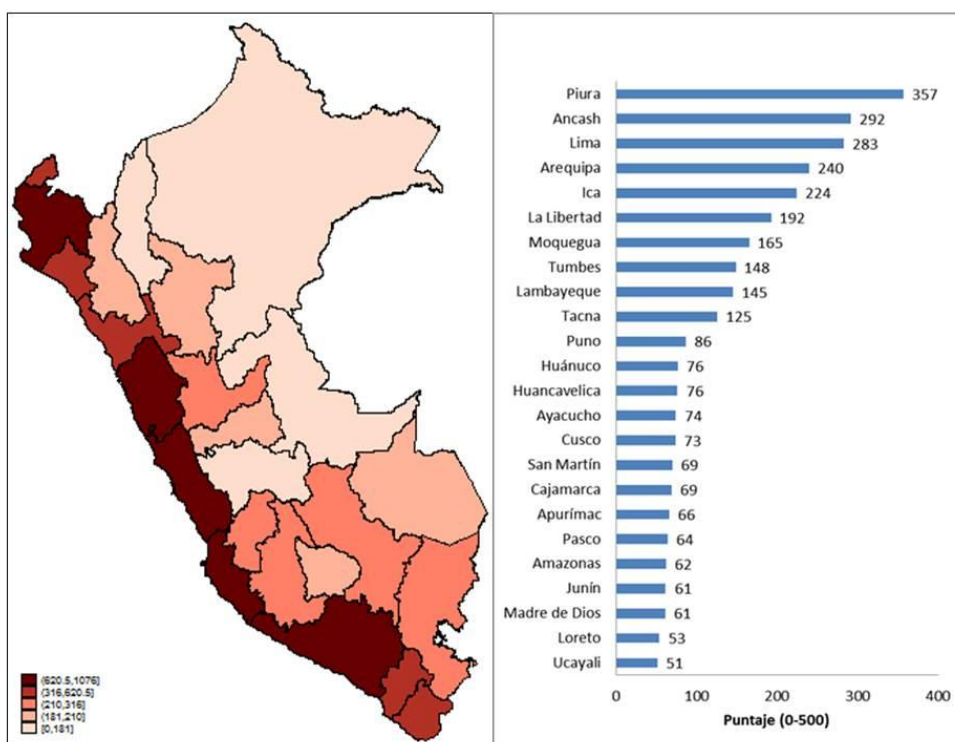 (620.5,1076]
(316,620.5]
(210,316]
(181,210]
[0,181]
Piura 357
Ancash 292
Lima 283
Arequipa 240
Ica 224
La Libertad 192
Moquegua 165
Tumbes 148
Lambayeque 145
Tacna 125
Puno 86
Huánuco 76
Huancavelica 76
Ayacucho 74
Cusco 73
San Martín 69
Cajamarca 69
Apurímac 66
Pasco 64
Amazonas 62
Junín 61
Madre de Dios 61
Loreto 53
Ucayali 51
0 100 200 300 400
Puntaje (0-500)